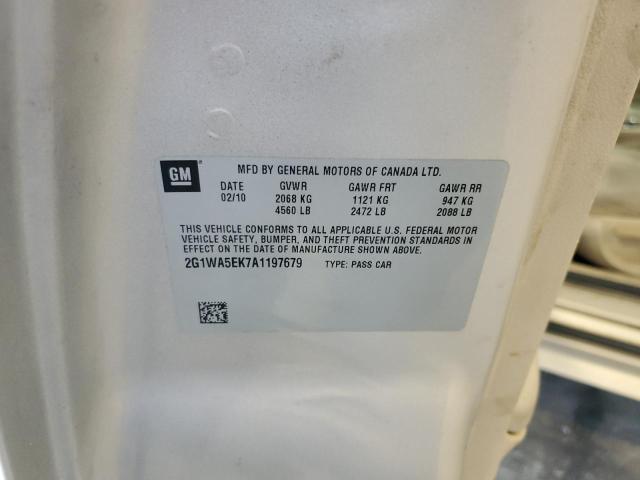 GM
MFD BY GENERAL MOTORS OF CANADA LTD.
DATE GVWR GAWR FRT GAWR RR
02/10 2068 KG 1121 KG 947 KG
4560 LB 2472 LB 2088 LB
THIS VEHICLE CONFORMS TO ALL APPLICABLE U.S. FEDERAL MOTOR
VEHICLE SAFETY, BUMPER, AND THEFT PREVENTION STANDARDS IN
EFFECT ON THE DATE OF MANUFACTURE SHOWN ABOVE.
2G1WA5EK7A1197679 TYPE: PASS CAR